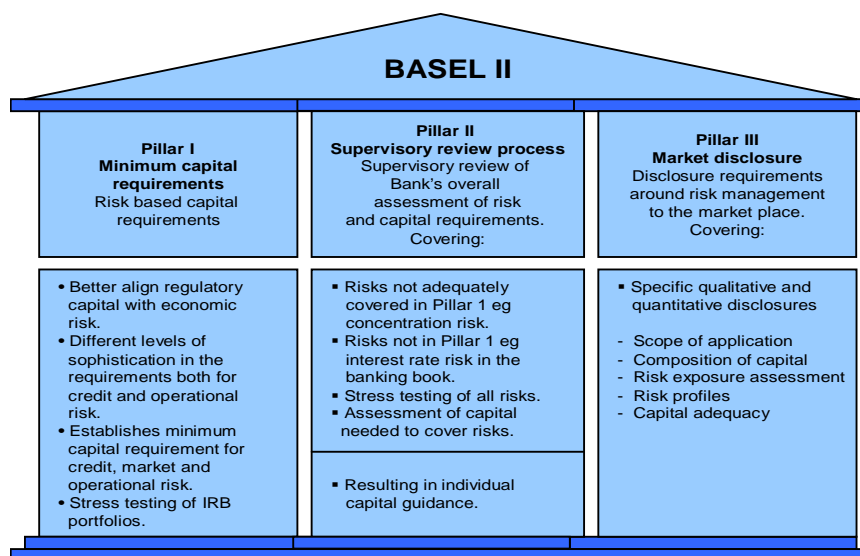 BASEL II
Pillar I
Minimum capital
requirements
Risk based capital
requirements
Pillar II
Supervisory review process
Supervisory review of
Bank's overall
assessment of risk
and capital requirements.
Covering:
Pillar III
Market disclosure
Disclosure requirements
around risk management
to the market place.
Covering:
• Better align regulatory
capital with economic
risk.
• Different levels of
sophistication in the
requirements both for
credit and operational
risk.
• Establishes minimum
capital requirement for
credit, market and
operational risk.
• Stress testing of IRB
portfolios.
▪ Risks not adequately
covered in Pillar 1 eg
concentration risk.
▪ Risks not in Pillar 1 eg
interest rate risk in the
banking book.
▪ Stress testing of all risks.
▪ Assessment of capital
needed to cover risks.
▪ Resulting in individual
capital guidance.
▪ Specific qualitative and
quantitative disclosures
- Scope of application
- Composition of capital
- Risk exposure assessment
- Risk profiles
- Capital adequacy